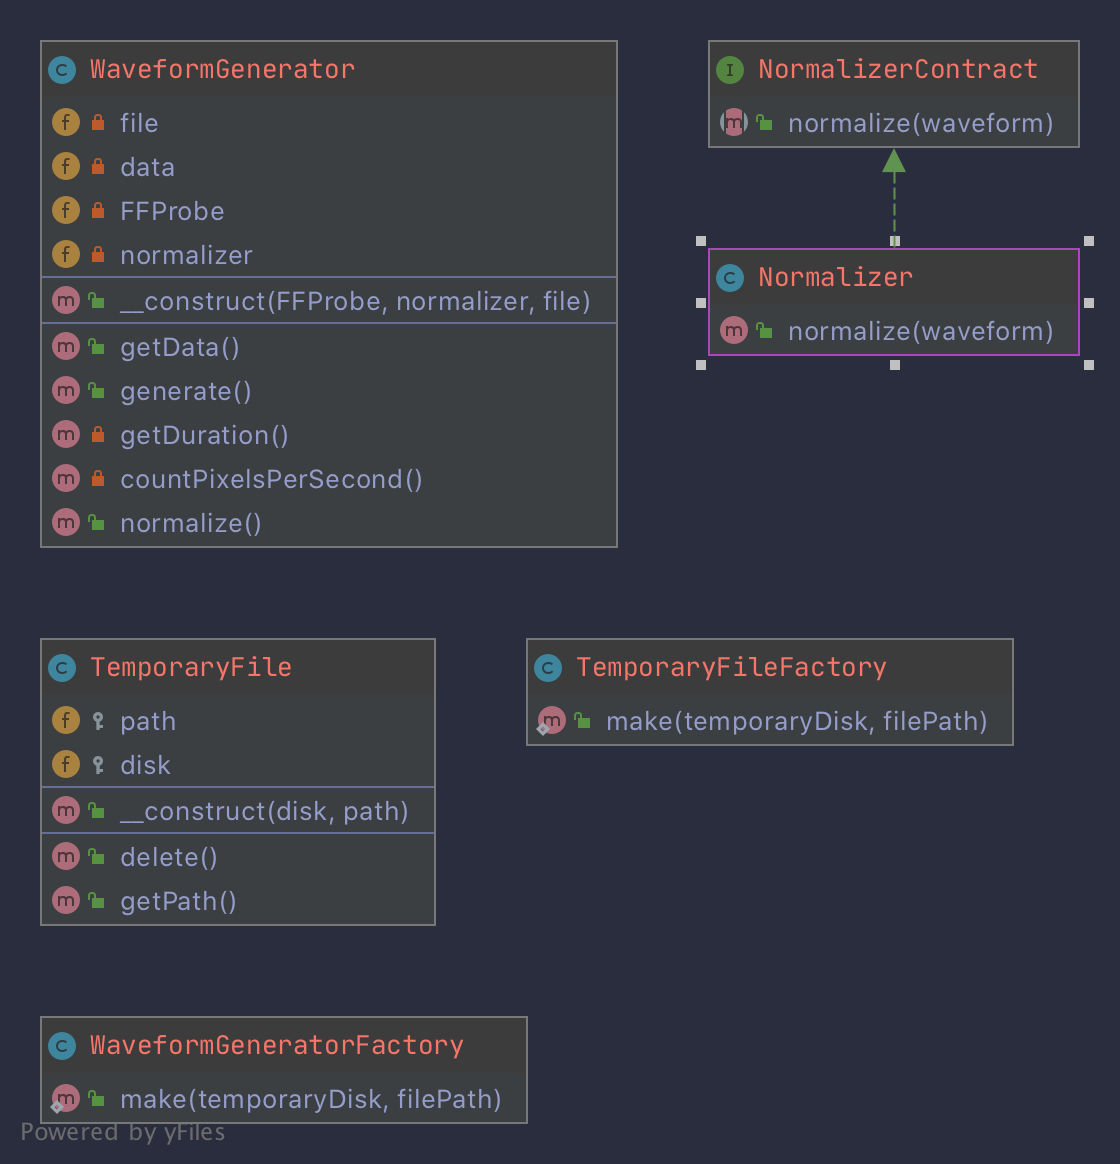 WaveformGenerator
file
data
FFProbe
normalizer
__construct(FFProbe, normalizer, file)
getData()
generate()
getDuration()
countPixelsPerSecond()
normalize()
NormalizerContract
normalize(waveform)
Normalizer
normalize(waveform)
TemporaryFile
path
disk
__construct(disk, path)
delete()
getPath()
TemporaryFileFactory
make(temporaryDisk, filePath)
WaveformGeneratorFactory
make(temporaryDisk, filePath)
Powered by yFiles